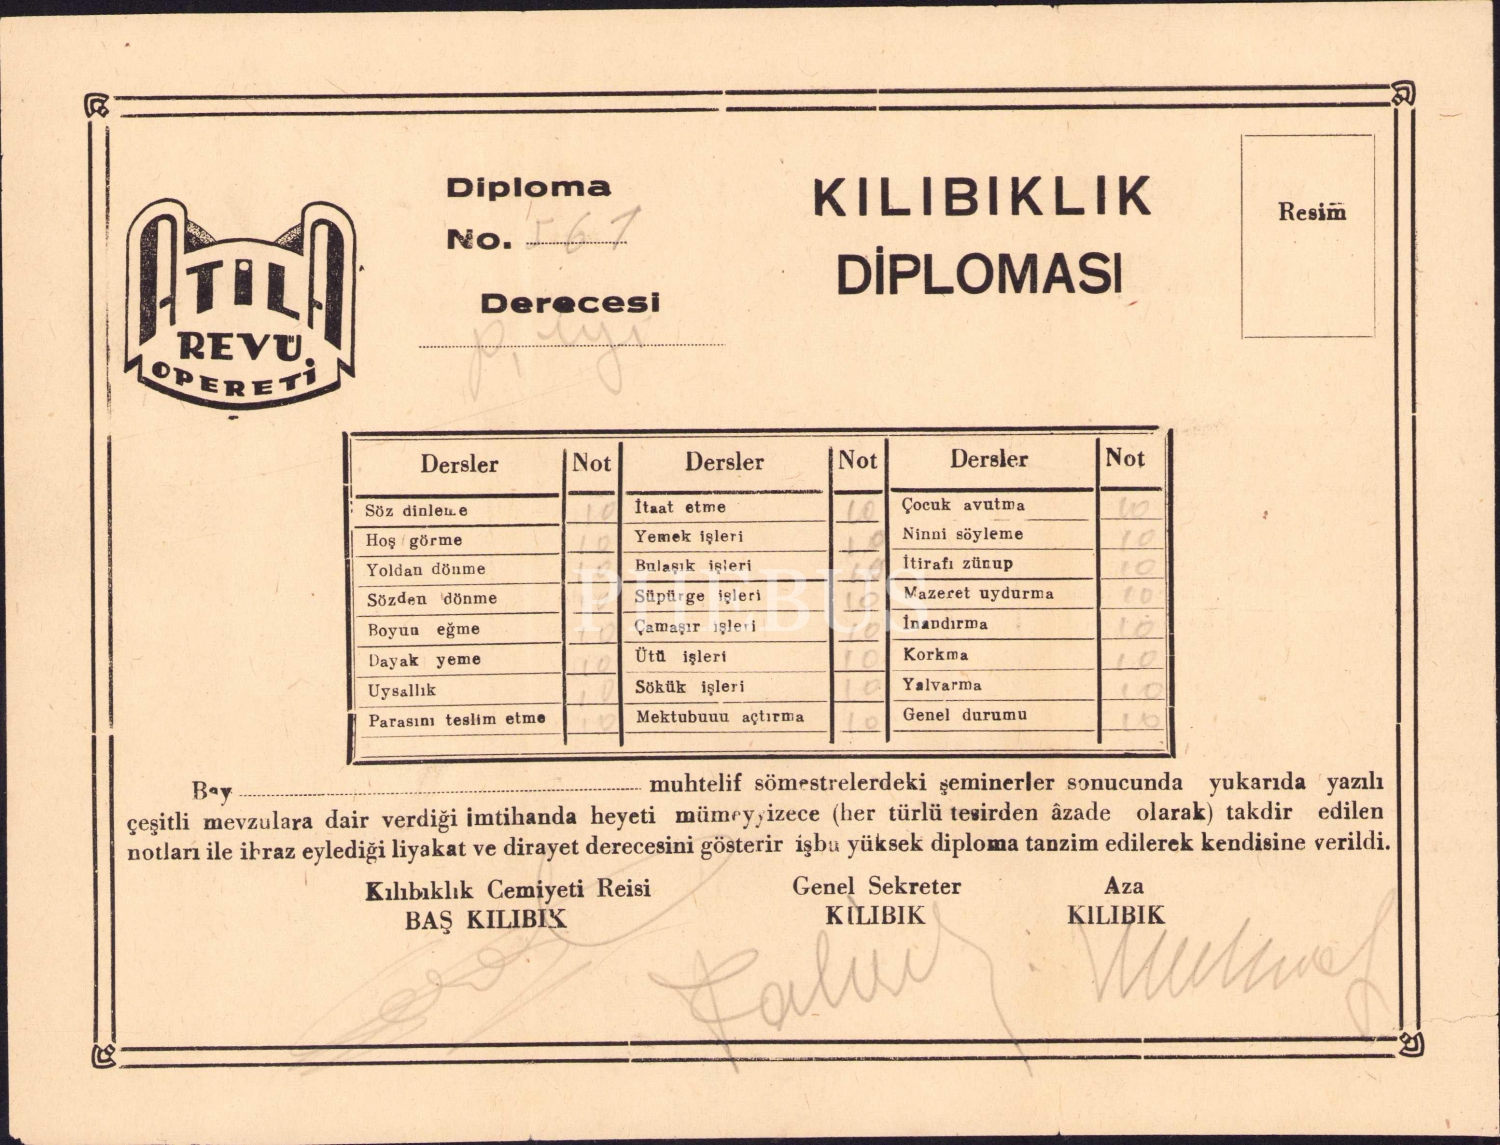 ATİLA
REVÜ
OPERETİ
Diploma
No. 561
Derecesi
p. iyi
KILIBIKLIK
DİPLOMASI
Resim
Dersler Not Dersler Not Dersler Not
Söz dinleme 10 İtaat etme 10 Çocuk avutma 10
Hoş görme 10 Yemek işleri 10 Ninni söyleme 10
Yoldan dönme 10 Bulaşık işleri 10 İtirafı zünup 10
Sözden dönme Süpürge işleri 10 Mazeret uydurma 10
Boyun eğme 10 Çamaşır işleri 10 İnandırma 10
Dayak yeme 10 Ütü işleri 10 Korkma 10
Uysallık 10 Sökük işleri 10 Yalvarma 10
Parasını teslim etme 10 Mektubunu açtırma 10 Genel durumu 10
PHEBUS
Bay muhtelif sömestrelerdeki şeminerler sonucunda yukarıda yazılı
çeşitli mevzulara dair verdiği imtihanda heyeti mümeyyizece (her türlü tesirden âzade olarak) takdir edilen
notları ile ibraz eylediği liyakat ve dirayet derecesini gösterir işbu yüksek diploma tanzim edilerek kendisine verildi.
Kılıbıklık Cemiyeti Reisi Genel Sekreter Aza
BAŞ KILIBIK KILIBIK KILIBIK